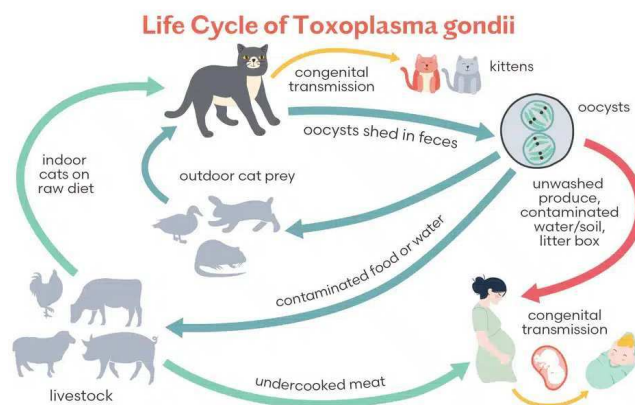 Life Cycle of Toxoplasma gondii
congenital
transmission
kittens
oocysts
oocysts shed in feces
indoor
cats on
raw diet
outdoor cat prey
unwashed
produce,
contaminated
water/soil,
litter box
contaminated food or water
congenital
transmission
undercooked meat
livestock